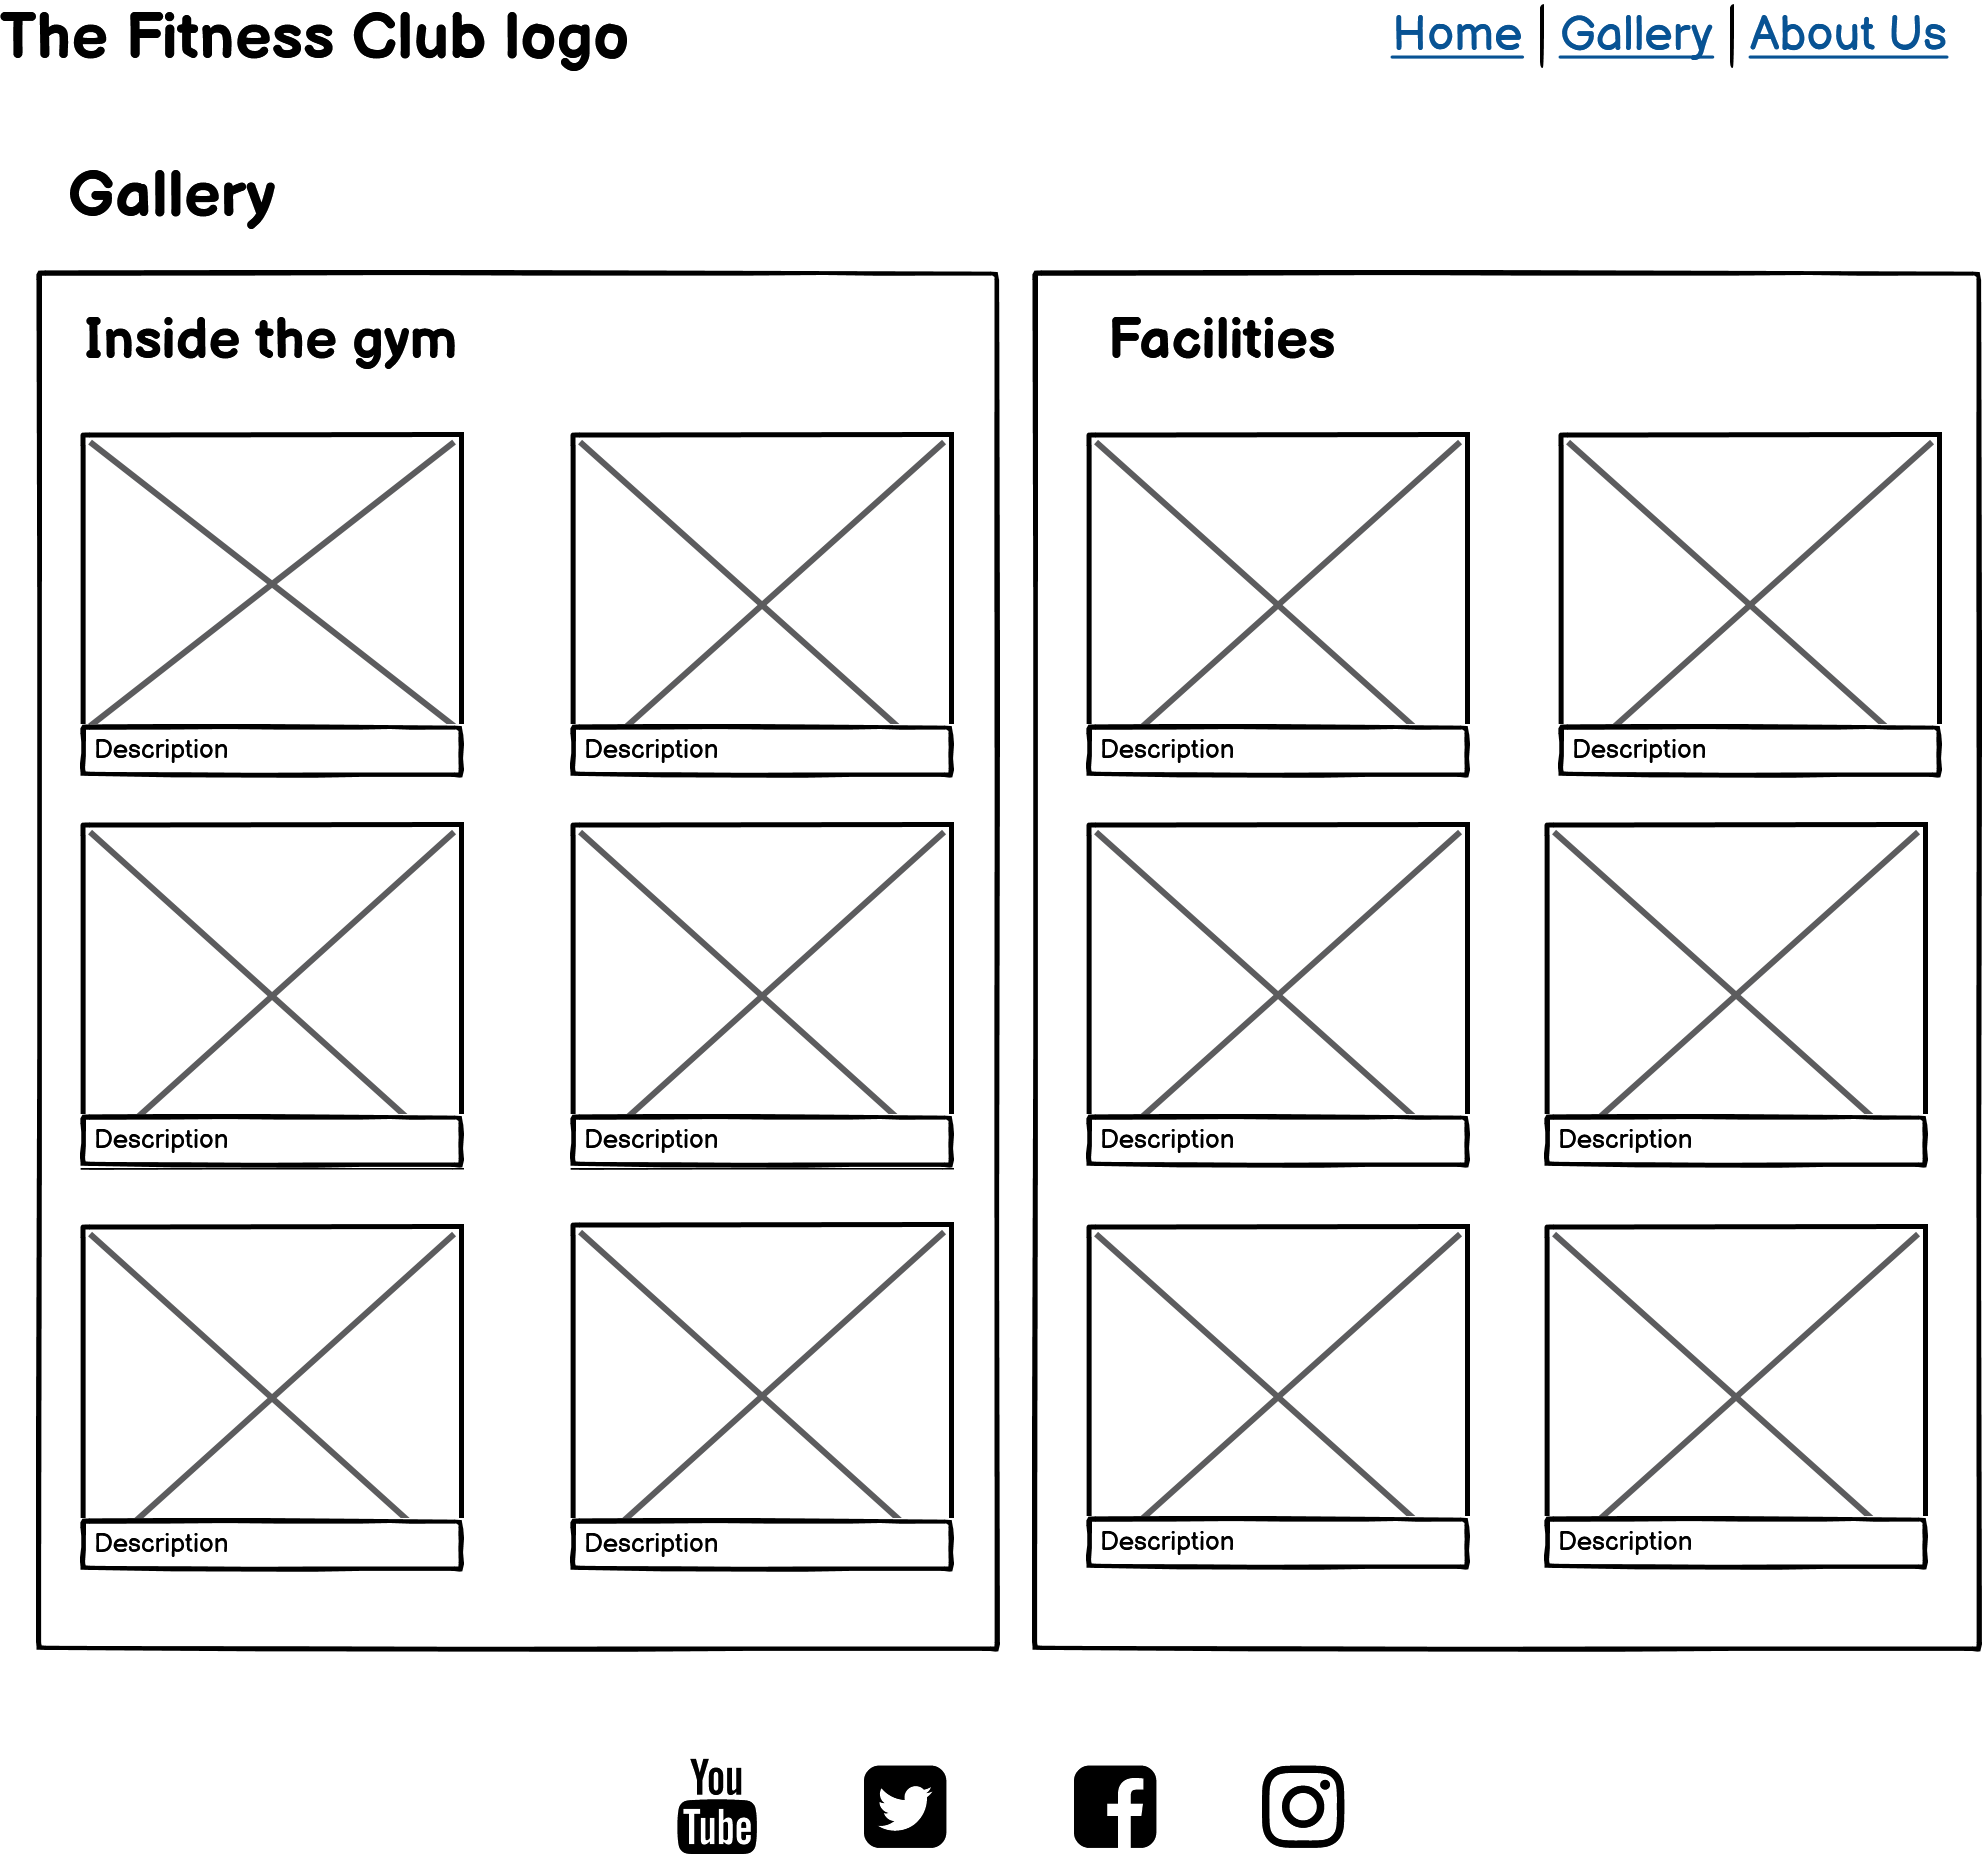 The Fitness Club logo
Home | Gallery | About Us
Gallery
Inside the gym
Description
Description
Description
Description
Description
Description
Facilities
Description
Description
Description
Description
Description
Description
You
Tube